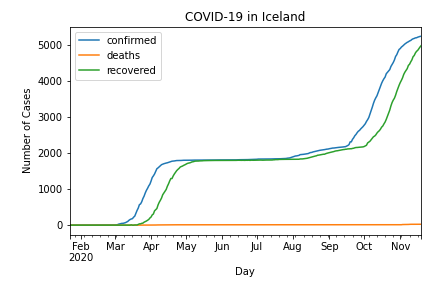 COVID-19 in Iceland
confirmed
deaths
recovered
Number of Cases
5000
4000
3000
2000
1000
0
Feb Mar Apr May Jun Jul Aug Sep Oct Nov
2020
Day